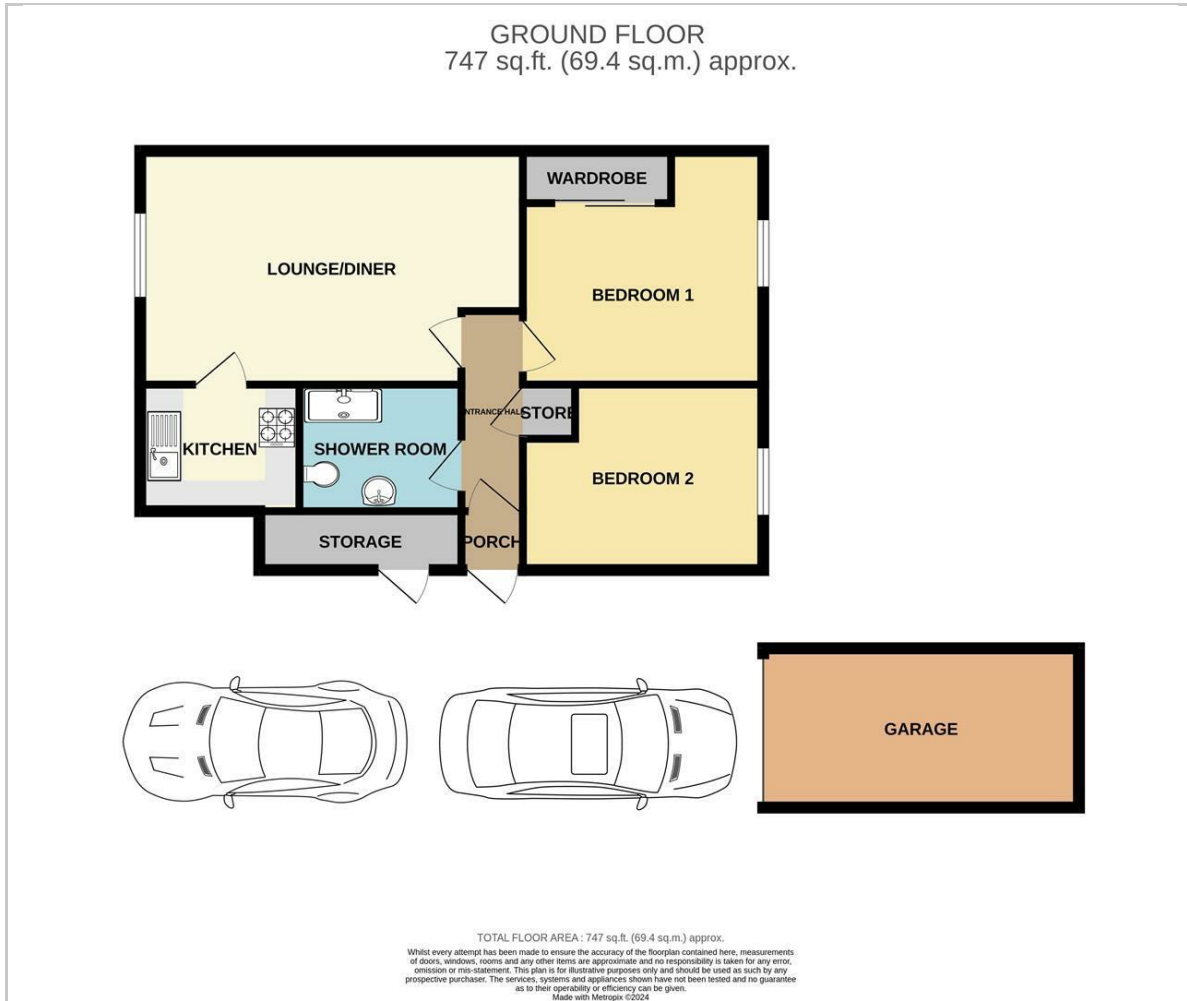 GROUND FLOOR
747 sq.ft. (69.4 sq.m.) approx.
WARDROBE
LOUNGE/DINER
BEDROOM 1
NTRANCE HAL
STORE
KITCHEN
SHOWER ROOM
BEDROOM 2
STORAGE
PORCH
GARAGE
TOTAL FLOOR AREA : 747 sq.ft. (69.4 sq.m.) approx.
Whilst every attempt has been made to ensure the accuracy of the floorplan contained here, measurements
of doors, windows, rooms and any other items are approximate and no responsibility is taken for any error,
omission or mis-statement. This plan is for illustrative purposes only and should be used as such by any
prospective purchaser. The services, systems and appliances shown have not been tested and no guarantee
as to their operability or efficiency can be given.
Made with Metropix ©2024